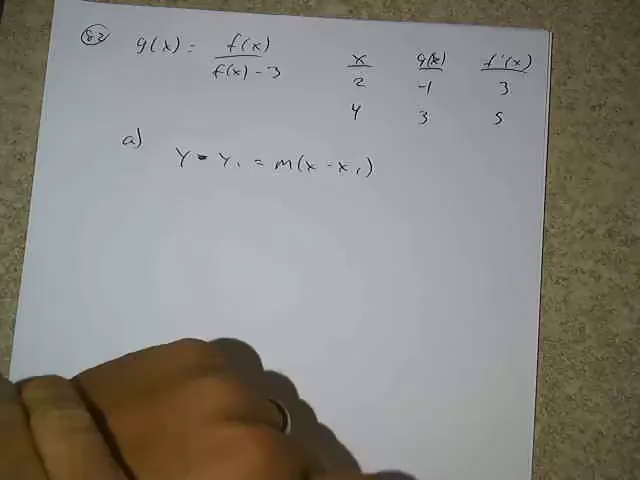 82
g(x) = f(x) / f(x) - 3
x g(x) f'(x)
2 -1 3
4 3 5
a)
y - y₁ = m(x - x₁)